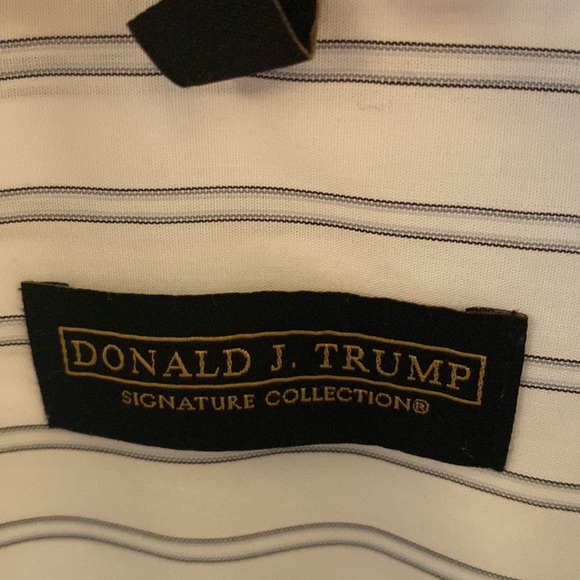 DONALD J. TRUMP
SIGNATURE COLLECTION®